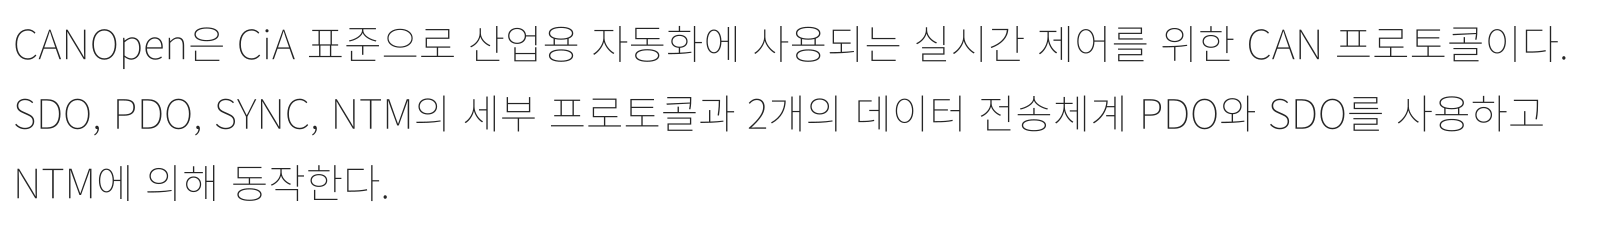 CANOpen은 CiA 표준으로 산업용 자동화에 사용되는 실시간 제어를 위한 CAN 프로토콜이다.
SDO, PDO, SYNC, NTM의 세부 프로토콜과 2개의 데이터 전송체계 PDO와 SDO를 사용하고
NTM에 의해 동작한다.